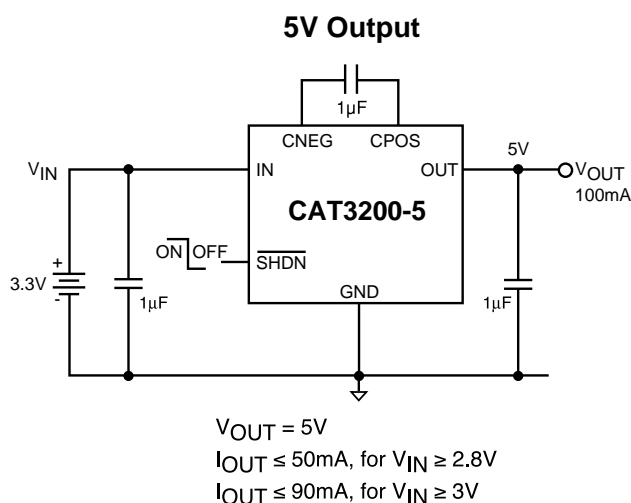 5V Output
1µF
CNEG CPOS
VIN IN OUT 5V VOUT
100mA
CAT3200-5
ON OFF SHDN
+
3.3V
-
1µF
GND
1µF
VOUT = 5V
IOUT ≤ 50mA, for VIN ≥ 2.8V
IOUT ≤ 90mA, for VIN ≥ 3V